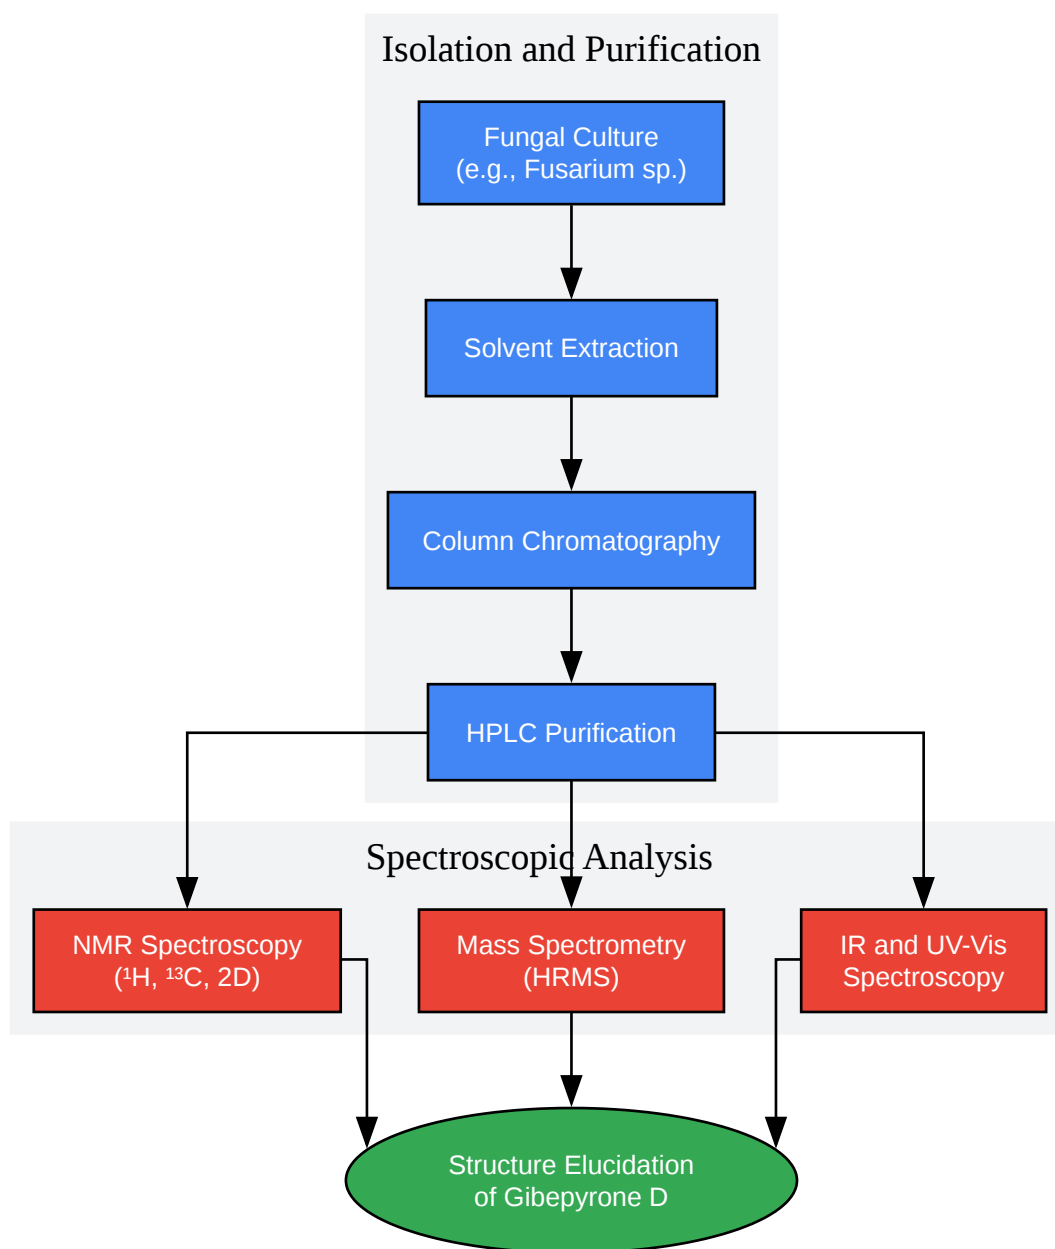 Isolation and Purification
Fungal Culture
(e.g., Fusarium sp.)
Solvent Extraction
Column Chromatography
HPLC Purification
Spectroscopic Analysis
NMR Spectroscopy
(¹H, ¹³C, 2D)
Mass Spectrometry
(HRMS)
IR and UV-Vis
Spectroscopy
Structure Elucidation
of Gibepyrone D